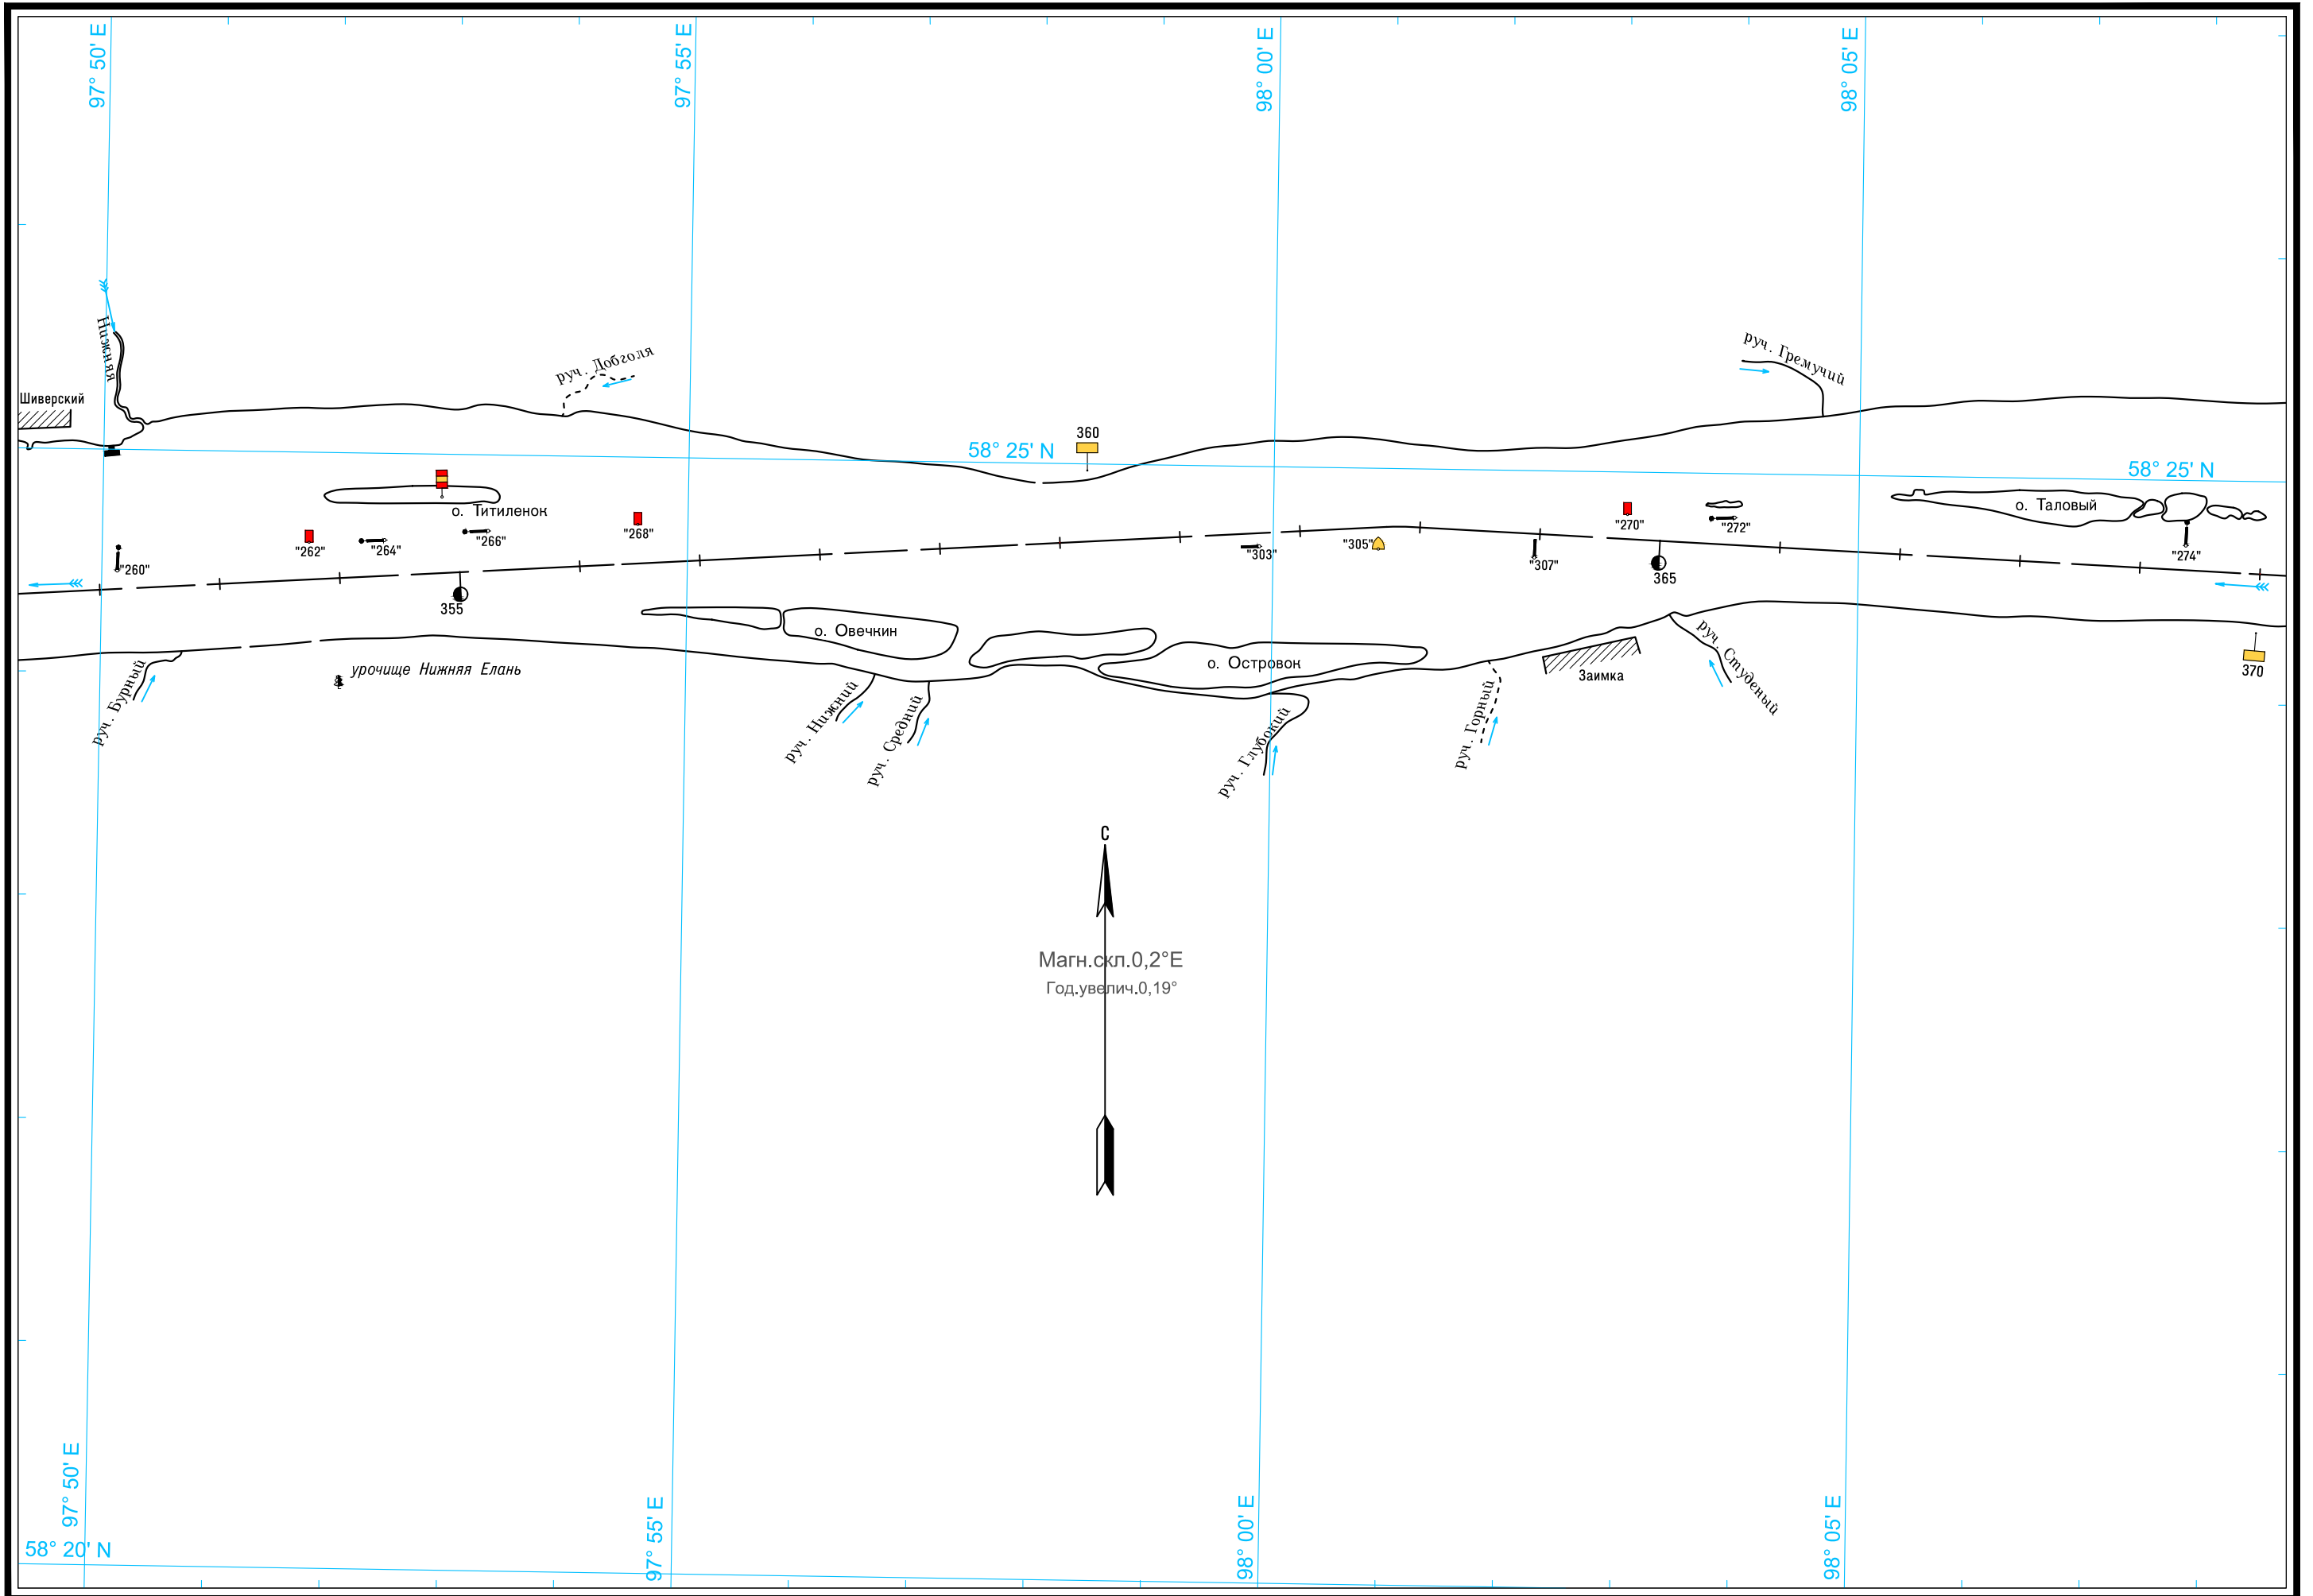 97° 50' E
97° 55' E
98° 00' E
98° 05' E
Нижняя
руч. Добголя
руч. Гремучий
Шиверский
360
58° 25' N
58° 25' N
о. Титиленок
о. Таловый
"262"
"264"
"266"
"268"
"303"
"305"
"307"
"270"
"272"
"274"
"260"
355
365
о. Овечкин
о. Островок
370
Заимка
урочище Нижняя Елань
руч. Бурный
руч. Нижний
руч. Средний
руч. Глубокий
руч. Горный
руч. Студеный
С
Магн.скл.0,2°E
Год.увелич.0,19°
97° 50' E
97° 55' E
98° 00' E
98° 05' E
58° 20' N